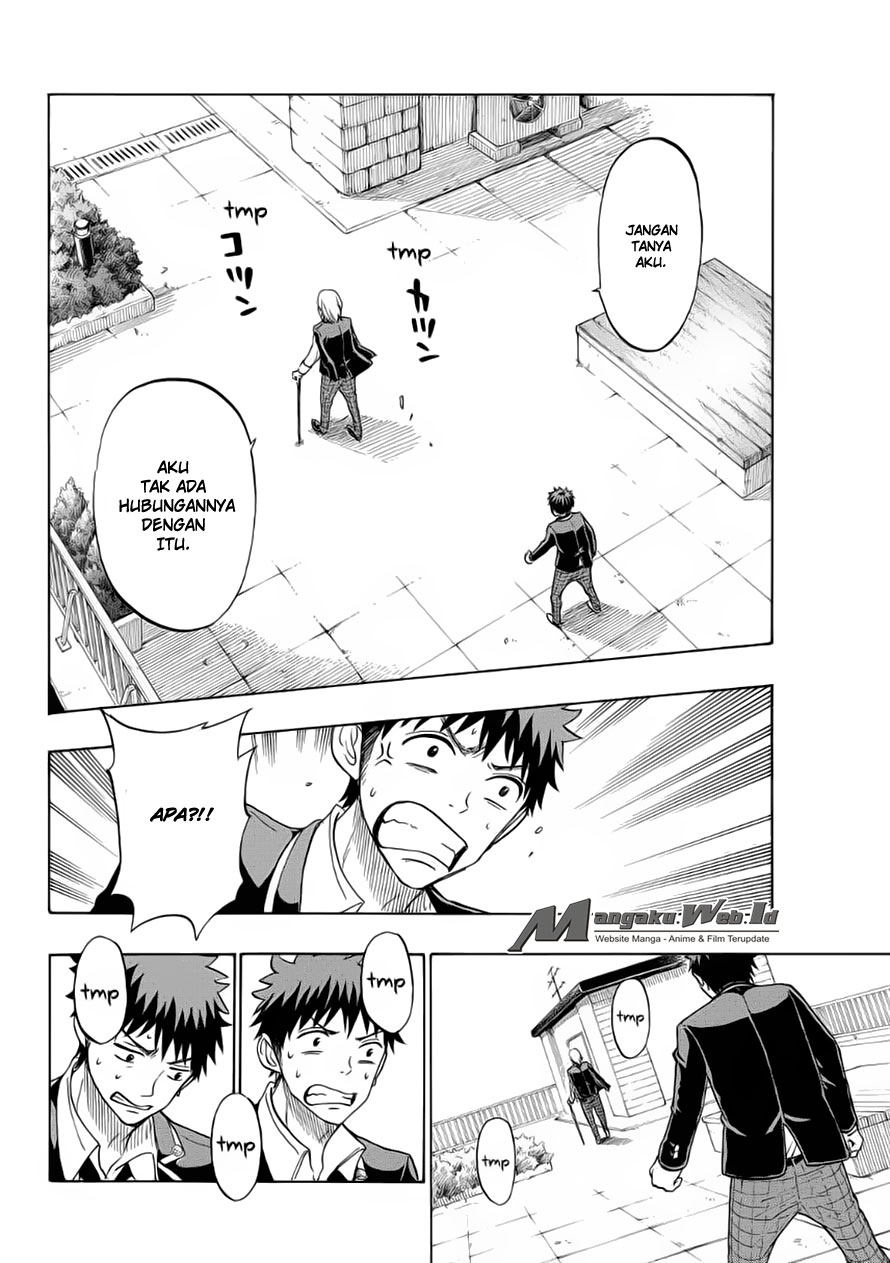 JANGAN
TANYA
AKU.
tmp
カツン
tmp
コツン
AKU
TAK ADA
HUBUNGANNYA
DENGAN
ITU.
APA?!!
Mangaku.Web.Id
Website Manga - Anime & Film Terupdate
tmp
tmp
tmp
tmp
tmp